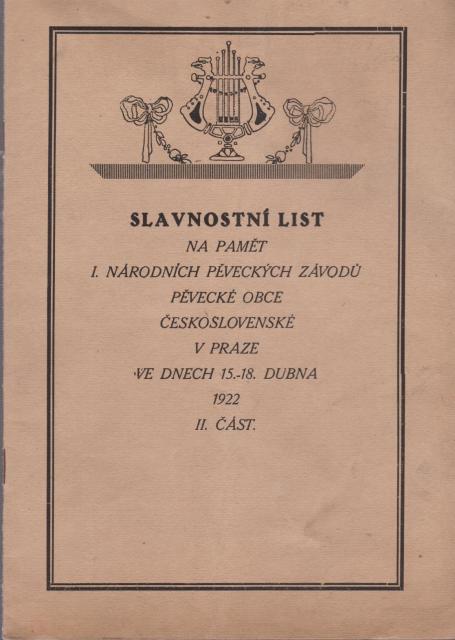 SLAVNOSTNÍ LIST
NA PAMĚT
I. NÁRODNÍCH PĚVECKÝCH ZÁVODŮ
PĚVECKÉ OBCE
ČESKOSLOVENSKÉ
V PRAZE
VE DNECH 15.-18. DUBNA
1922
II. ČÁST.